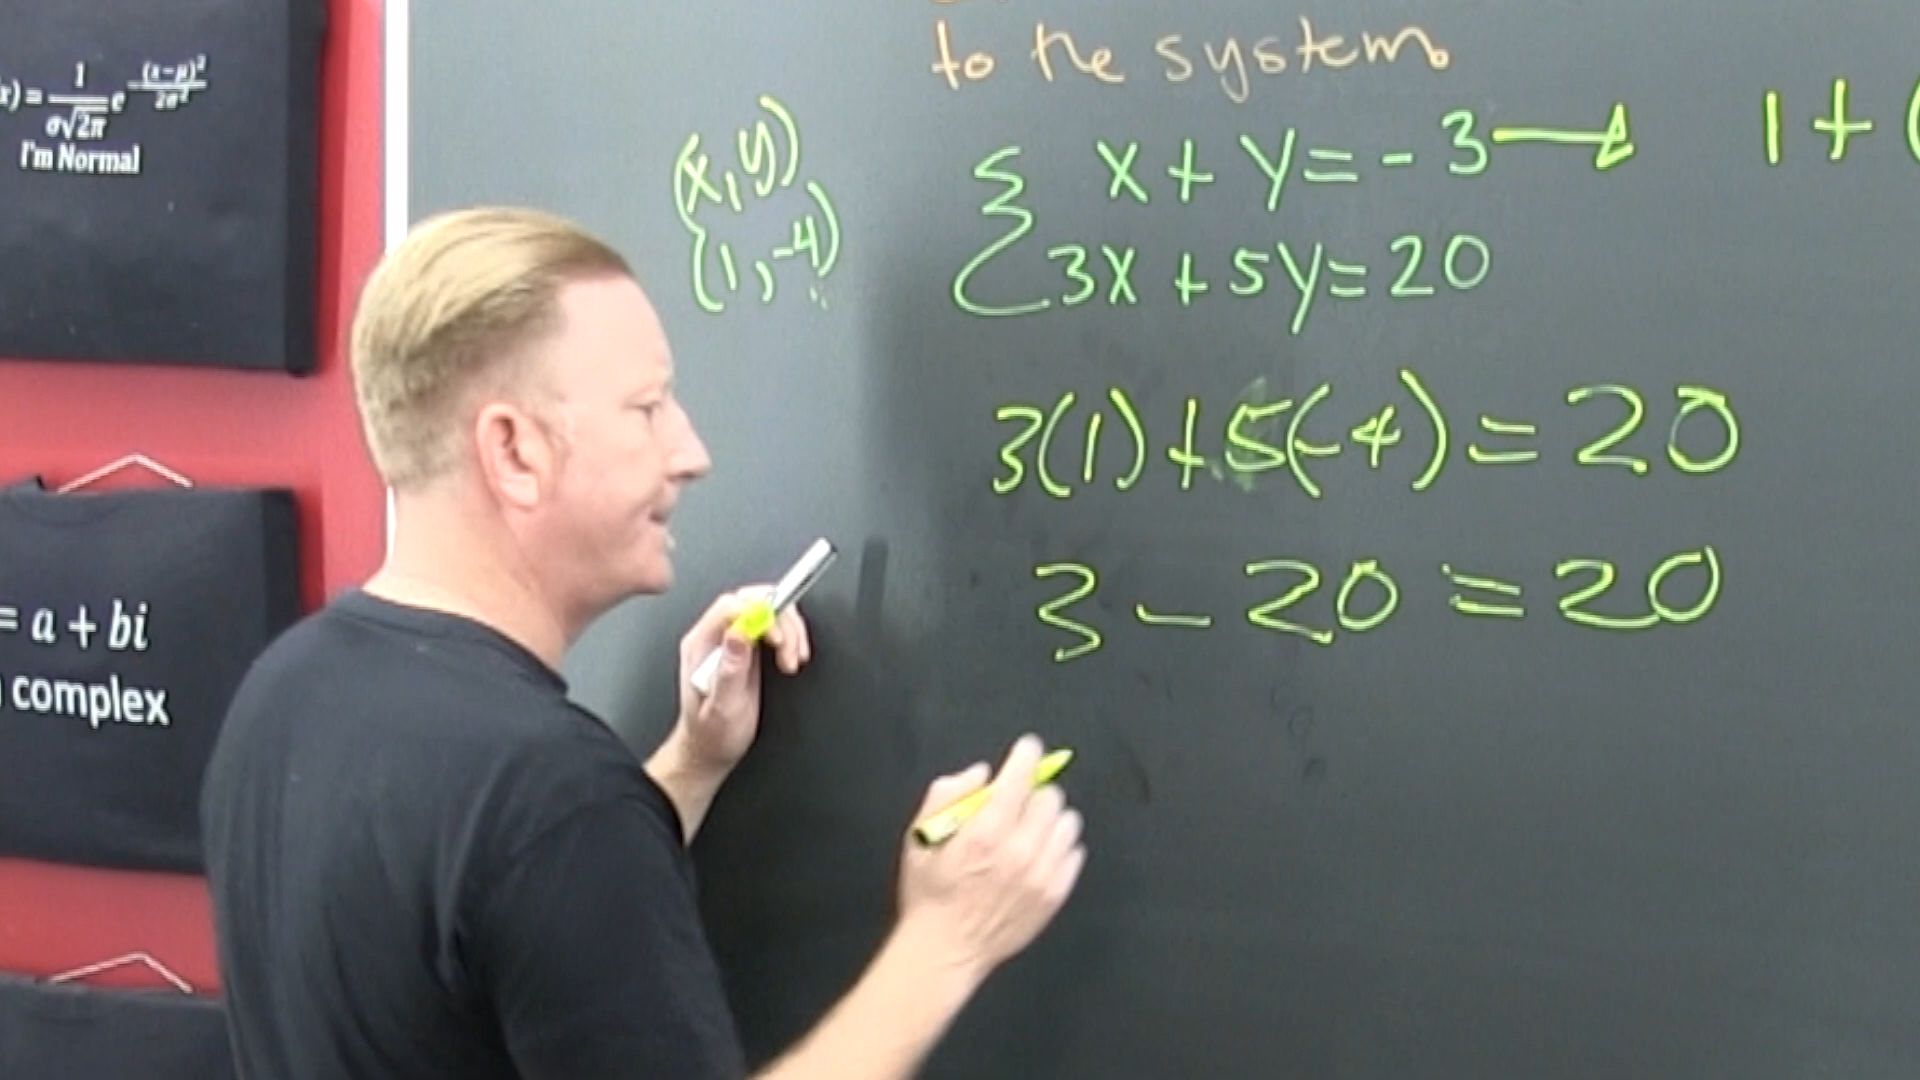 to the system.
(x,y)
(1,-4)
x + y = -3 → 1 + (
3x + 5y = 20
3(1) + 5(-4) = 20
3 - 20 = 20
x) = 1/(σ√2π) e^-(x-μ)²/2σ²
I'm Normal
= a + bi
complex